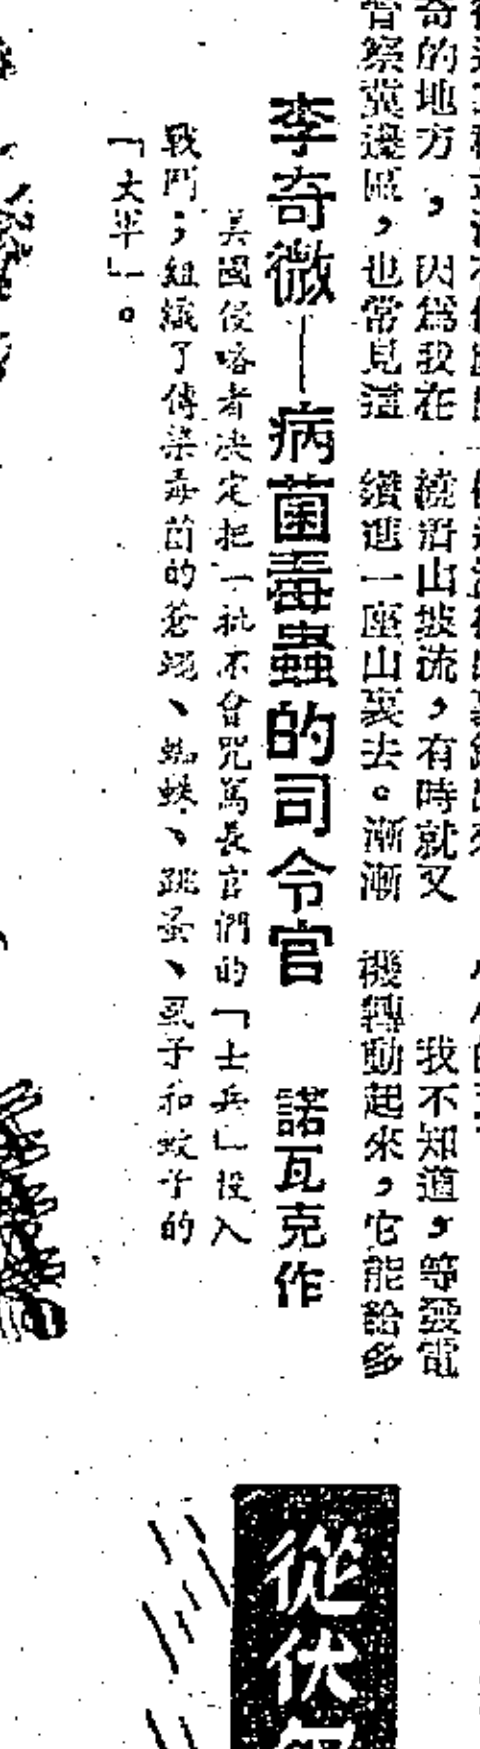 奇的地方，因爲我在
繞着山坡流，有時就又
我不知道，等發電
晉察冀邊區，也常見這
續進一座山裏去。漸漸
機轉動起來，它能給多
李奇微—病菌毒蟲的司令官
諾瓦克作
美國侵略者决定把一批不會咒罵長官們的「士兵」投入
戰鬥；組織了傳染毒菌的蒼蠅、蜘蛛、跳蚤、虱子和蚊子的
「大軍」。
從伏